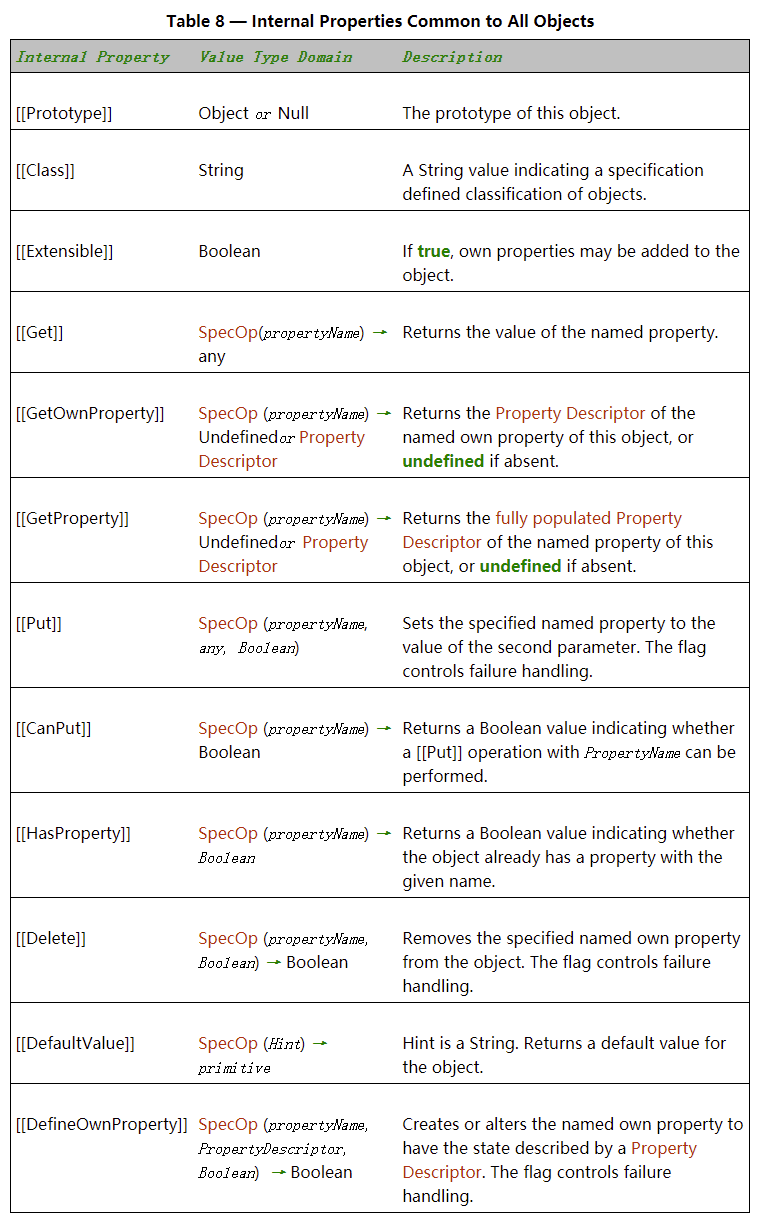 Table 8 — Internal Properties Common to All Objects
Internal Property Value Type Domain Description
[[Prototype]] Object or Null The prototype of this object.
[[Class]] String A String value indicating a specification
defined classification of objects.
[[Extensible]] Boolean If true, own properties may be added to the
object.
[[Get]] SpecOp(propertyName) → Returns the value of the named property.
any
[[GetOwnProperty]] SpecOp (propertyName) → Returns the Property Descriptor of the
Undefinedor Property named own property of this object, or
Descriptor undefined if absent.
[[GetProperty]] SpecOp (propertyName) → Returns the fully populated Property
Undefinedor Property Descriptor of the named property of this
Descriptor object, or undefined if absent.
[[Put]] SpecOp (propertyName, Sets the specified named property to the
any, Boolean) value of the second parameter. The flag
controls failure handling.
[[CanPut]] SpecOp (propertyName) → Returns a Boolean value indicating whether
Boolean a [[Put]] operation with PropertyName can be
performed.
[[HasProperty]] SpecOp (propertyName) → Returns a Boolean value indicating whether
Boolean the object already has a property with the
given name.
[[Delete]] SpecOp (propertyName, Removes the specified named own property
Boolean) → Boolean from the object. The flag controls failure
handling.
[[DefaultValue]] SpecOp (Hint) → Hint is a String. Returns a default value for
primitive the object.
[[DefineOwnProperty]] SpecOp (propertyName, Creates or alters the named own property to
PropertyDescriptor, have the state described by a Property
Boolean) → Boolean Descriptor. The flag controls failure
handling.